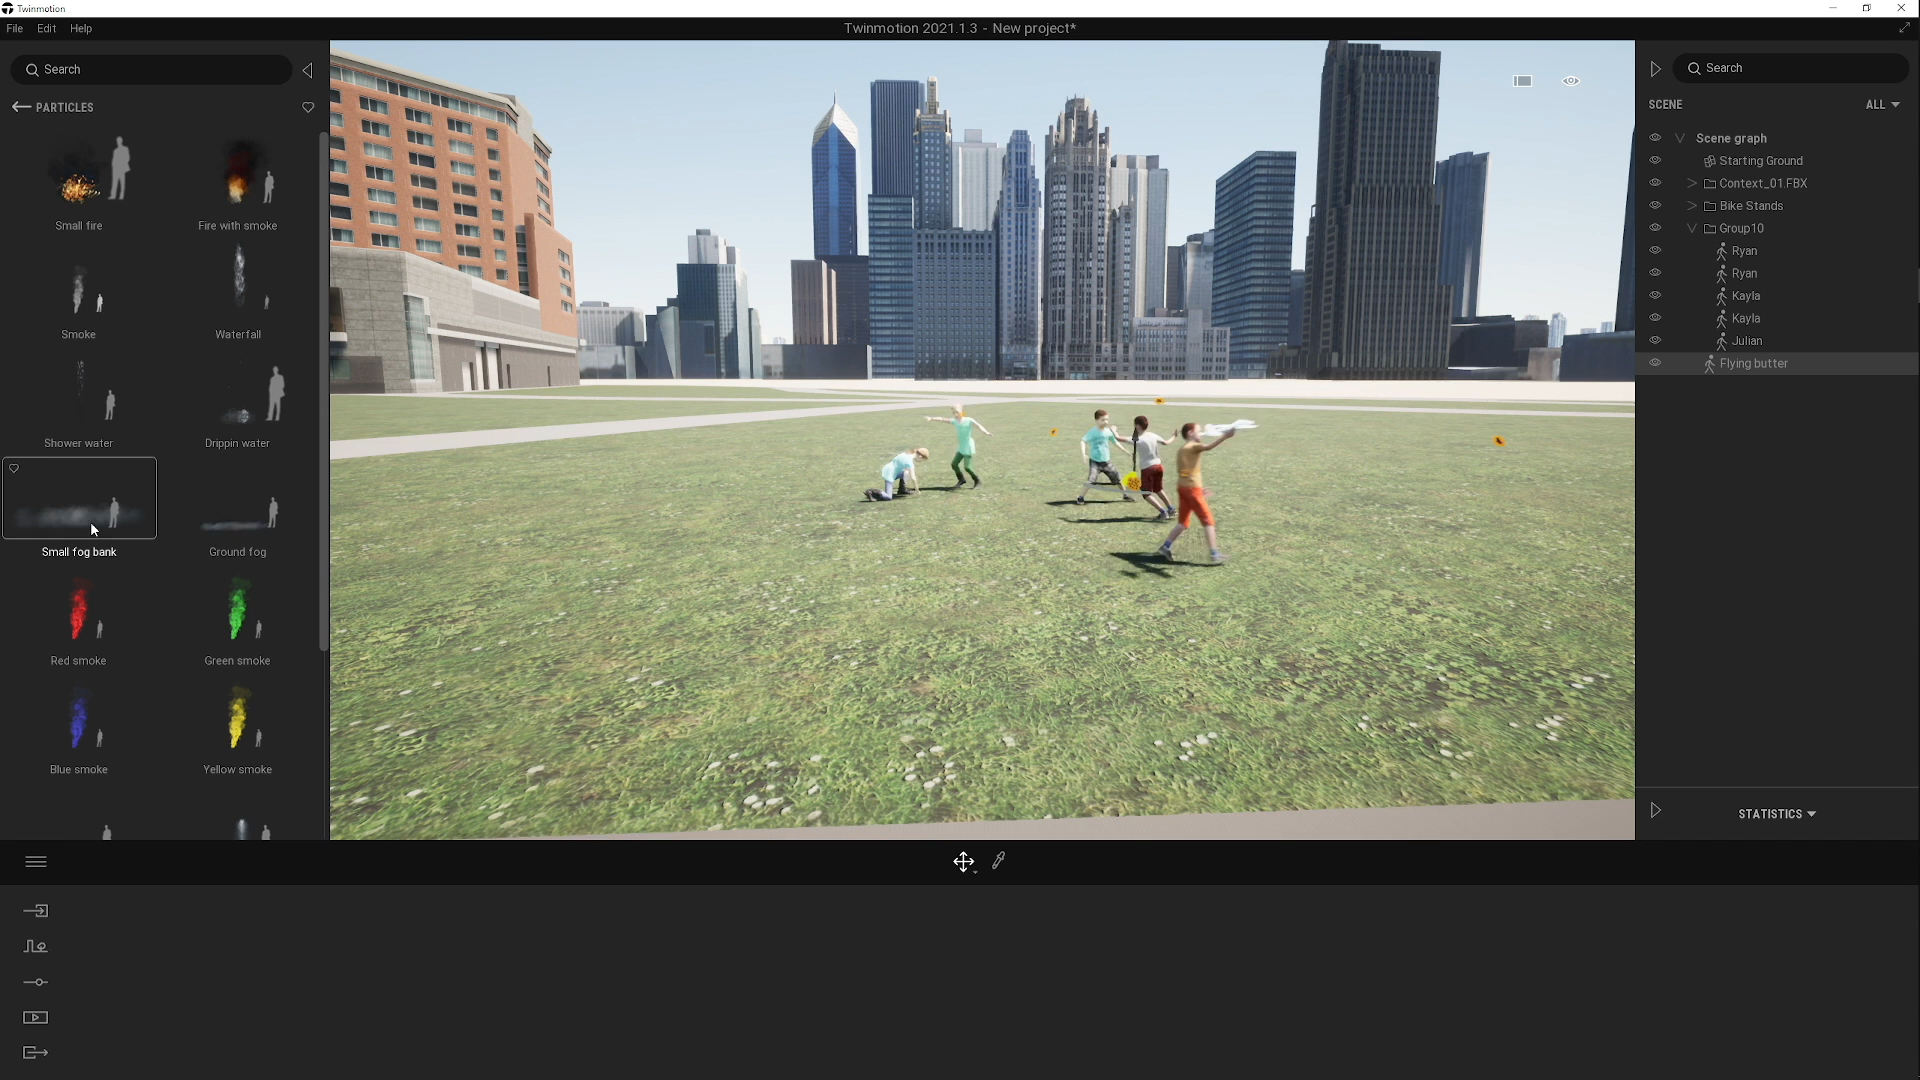 Twinmotion
File Edit Help
Twinmotion 2021.1.3 - New project*
Search
PARTICLES
Small fire
Fire with smoke
Smoke
Waterfall
Shower water
Drippin water
Small fog bank
Ground fog
Red smoke
Green smoke
Blue smoke
Yellow smoke
Search
SCENE ALL
Scene graph
Starting Ground
Context_01.FBX
Bike Stands
Group10
Ryan
Ryan
Kayla
Kayla
Julian
Flying butter
STATISTICS